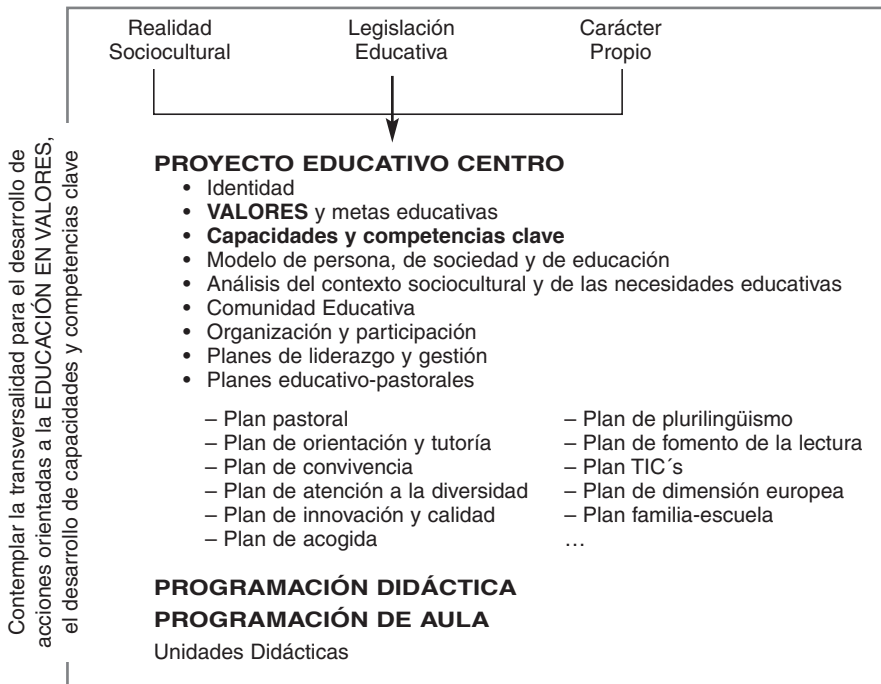 Realidad Sociocultural
Legislación Educativa
Carácter Propio
Contemplar la transversalidad para el desarrollo de
acciones orientadas a la EDUCACIÓN EN VALORES,
el desarrollo de capacidades y competencias clave
PROYECTO EDUCATIVO CENTRO
• Identidad
• VALORES y metas educativas
• Capacidades y competencias clave
• Modelo de persona, de sociedad y de educación
• Análisis del contexto sociocultural y de las necesidades educativas
• Comunidad Educativa
• Organización y participación
• Planes de liderazgo y gestión
• Planes educativo-pastorales
– Plan pastoral
– Plan de orientación y tutoría
– Plan de convivencia
– Plan de atención a la diversidad
– Plan de innovación y calidad
– Plan de acogida
– Plan de plurilingüismo
– Plan de fomento de la lectura
– Plan TIC´s
– Plan de dimensión europea
– Plan familia-escuela
…
PROGRAMACIÓN DIDÁCTICA
PROGRAMACIÓN DE AULA
Unidades Didácticas